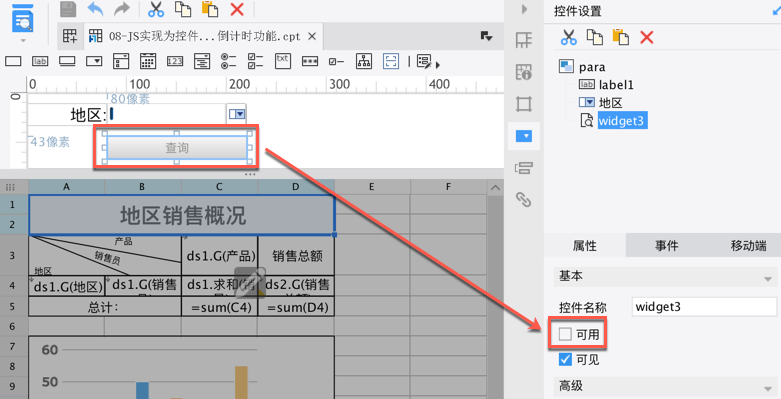 控件设置
08-JS实现为控件...倒计时功能.cpt
para
label1
地区
widget3
0 100 200 300 400
80像素
0
地区:
43像素
查询
A B C D E F
1
地区销售概况
2
产品
销售员
地区
3
ds1.G(产品)
销售总额
4
ds1.G(地区)
ds1.G(销售
ds1.求和(销
ds2.G(销售
5
总计:
=sum(C4)
=sum(D4)
6
7
60
8
9
50
属性
事件
移动端
基本
控件名称
widget3
可用
可见
高级